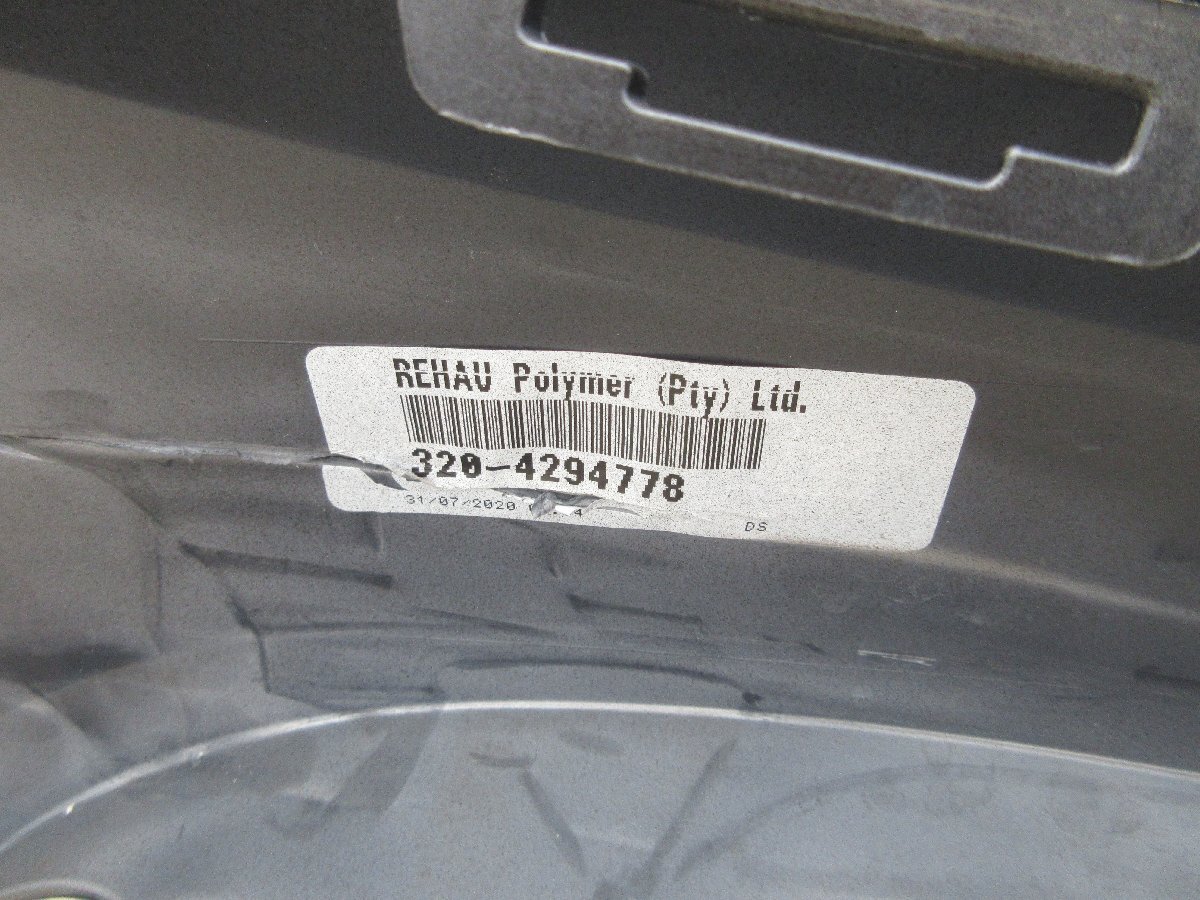 REHAU Polymer (Pty) Ltd.
320-4294778
31/07/2020
DS